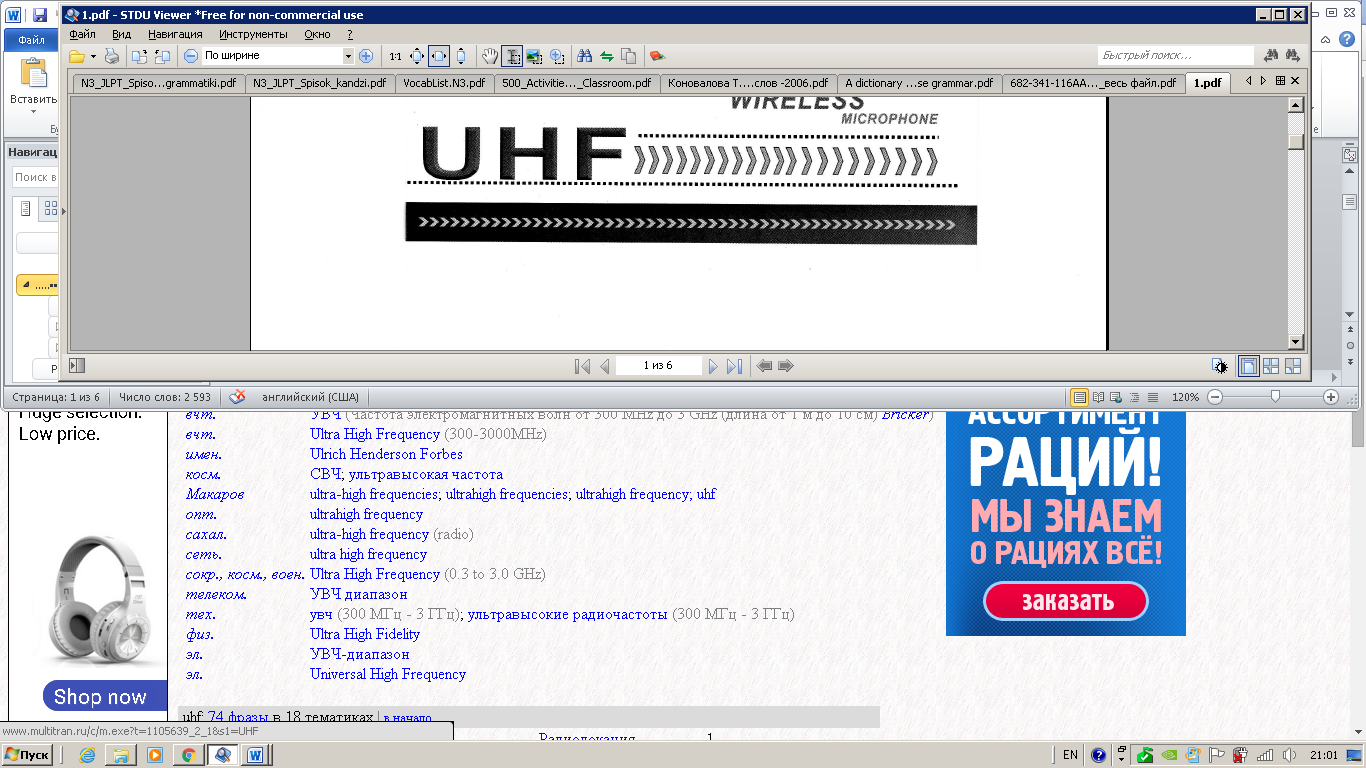 1.pdf - STDU Viewer *Free for non-commercial use
Файл
Файл Вид Навигация Инструменты Окно ?
По ширине
1:1
Быстрый поиск...
Вставить
N3_JLPT_Spiso...grammatiki.pdf
N3_JLPT_Spisok_kandzi.pdf
VocabList.N3.pdf
500_Activitie..._Classroom.pdf
Коновалова Т....слов -2006.pdf
A dictionary ...se grammar.pdf
682-341-116AA..._весь файл.pdf
1.pdf
WIRELESS
MICROPHONE
UHF
Навигац
Поиск в
1 из 6
Страница: 1 из 6 Число слов: 2 593 английский (США) 120%
Huge selection.
Low price.
Shop now
вчт. УВЧ (Частота электромагнитных волн от 300 MHz до 3 GHz (длина от 1 м до 10 см) Bricker)
вчт. Ultra High Frequency (300-3000MHz)
имен. Ulrich Henderson Forbes
косм. СВЧ; ультравысокая частота
Макаров ultra-high frequencies; ultrahigh frequencies; ultrahigh frequency; uhf
опт. ultrahigh frequency
сахал. ultra-high frequency (radio)
сеть. ultra high frequency
сокр., косм., воен. Ultra High Frequency (0.3 to 3.0 GHz)
телеком. УВЧ диапазон
тех. увч (300 МГц - 3 ГГц); ультравысокие радиочастоты (300 МГц - 3 ГГц)
физ. Ultra High Fidelity
эл. УВЧ-диапазон
эл. Universal High Frequency
uhf: 74 фразы в 18 тематиках | в начало
Радиолокация 1
АССОРТИМЕНТ
РАЦИЙ!
МЫ ЗНАЕМ
О РАЦИЯХ ВСЁ!
заказать
www.multitran.ru/c/m.exe?t=1105639_2_1&s1=UHF
Пуск
EN
21:01